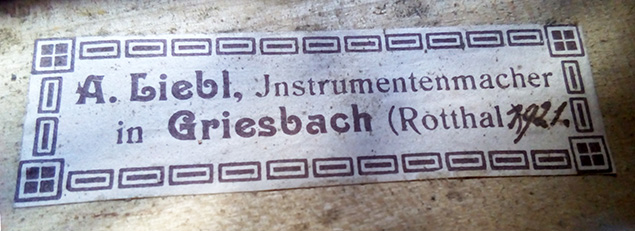 A. Liebl, Jnstrumentenmacher
in Griesbach (Rotthal 1921.